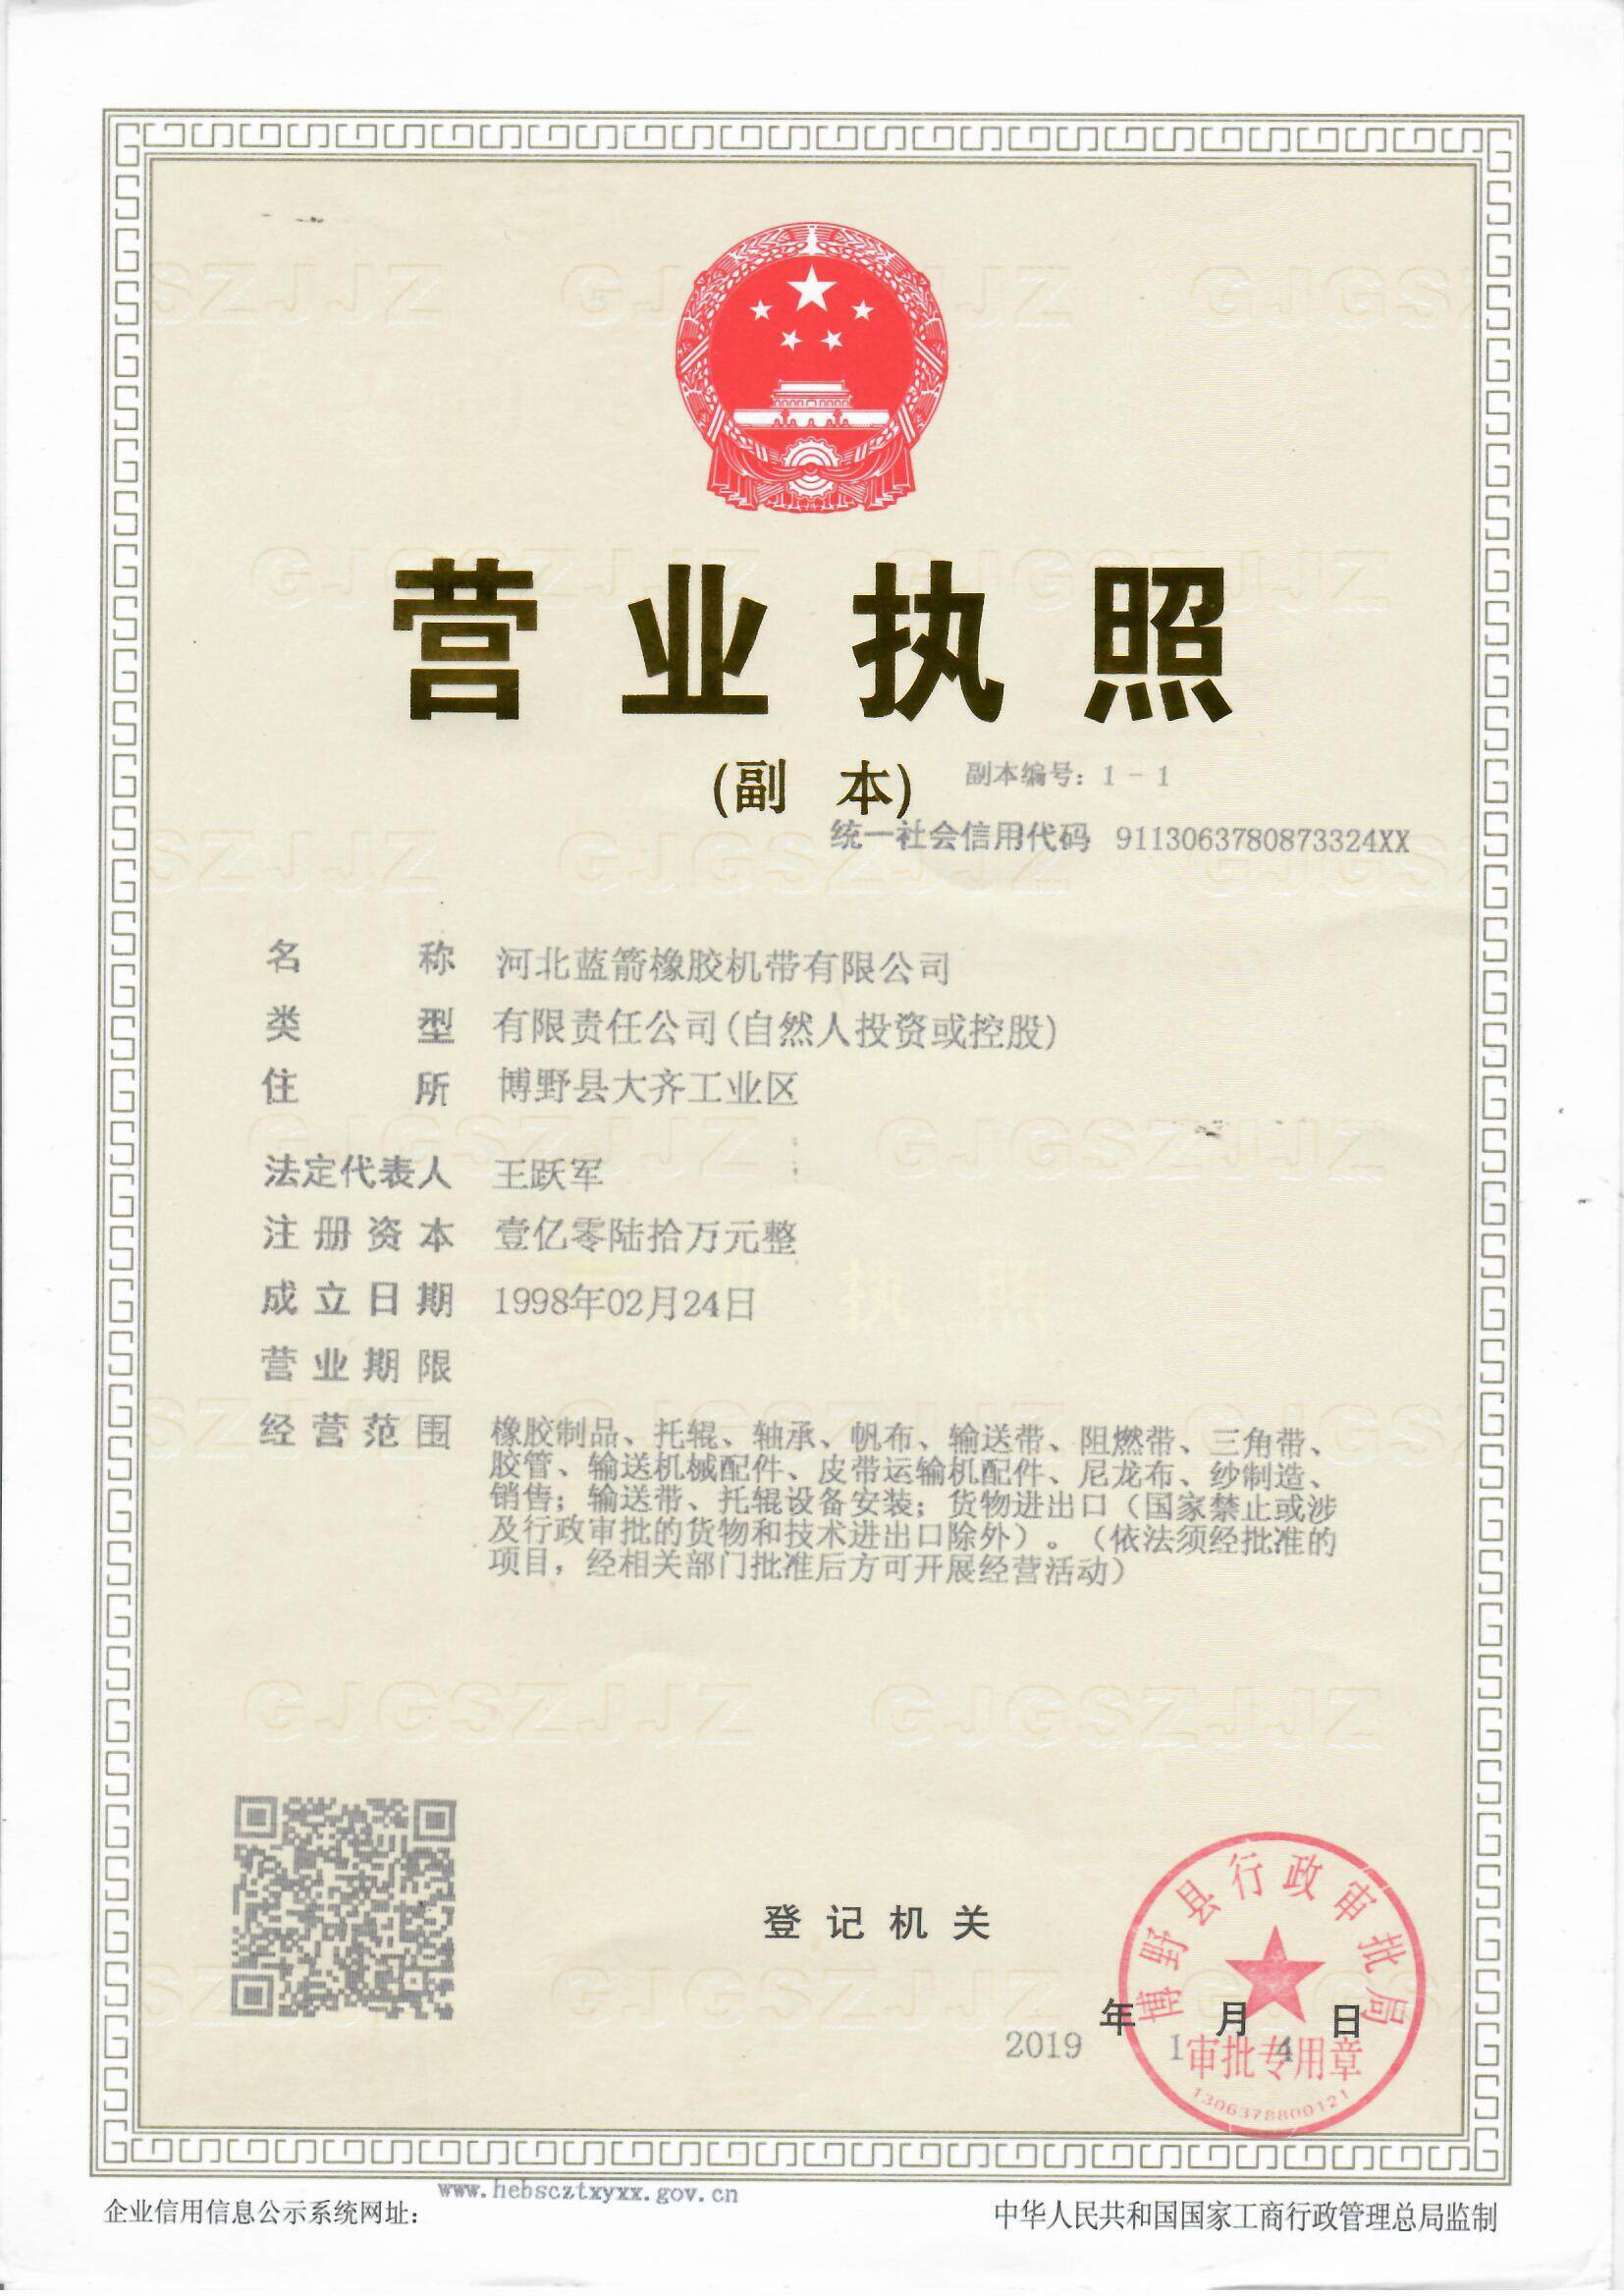 营业执照
(副 本) 副本编号：1-1
统一社会信用代码 9113063780873324XX
名 称 河北蓝箭橡胶机带有限公司
类 型 有限责任公司(自然人投资或控股)
住 所 博野县大齐工业区
法定代表人 王跃军
注册资本 壹亿零陆拾万元整
成立日期 1998年02月24日
营业期限
经营范围 橡胶制品、托辊、轴承、帆布、输送带、阻燃带、三角带、
胶管、输送机械配件、皮带运输机配件、尼龙布、纱制造、
销售；输送带、托辊设备安装；货物进出口（国家禁止或涉
及行政审批的货物和技术进出口除外）。（依法须经批准的
项目，经相关部门批准后方可开展经营活动）
登记机关
博野县行政审批局
年 月 日
2019 1 4
审批专用章
1306378800121
www.hebscztxyxx.gov.cn
企业信用信息公示系统网址：
中华人民共和国国家工商行政管理总局监制